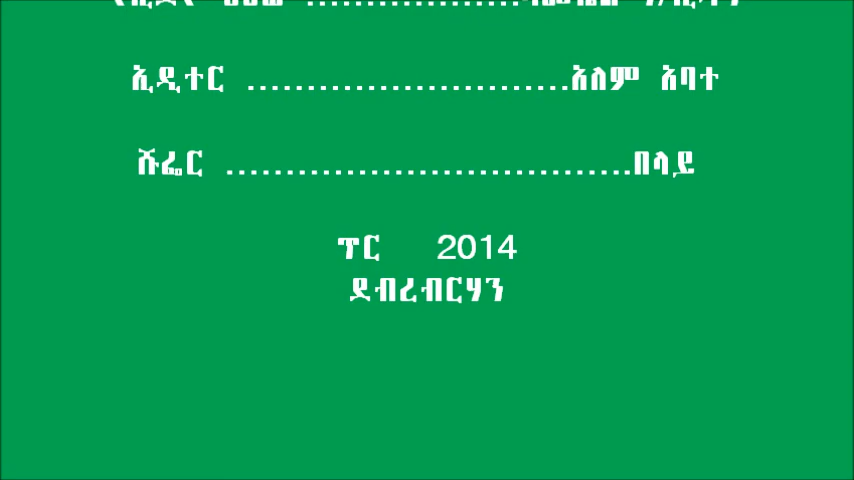 ኢዲተር ...........................አለም አባተ
ሹፌር ..................................በላይ
ጥር 2014
ደብረብርሃን